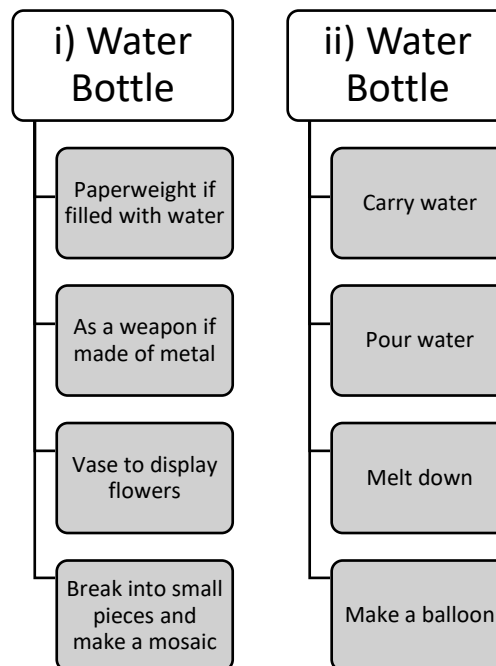 i) Water
Bottle
Paperweight if
filled with water
As a weapon if
made of metal
Vase to display
flowers
Break into small
pieces and
make a mosaic
ii) Water
Bottle
Carry water
Pour water
Melt down
Make a balloon